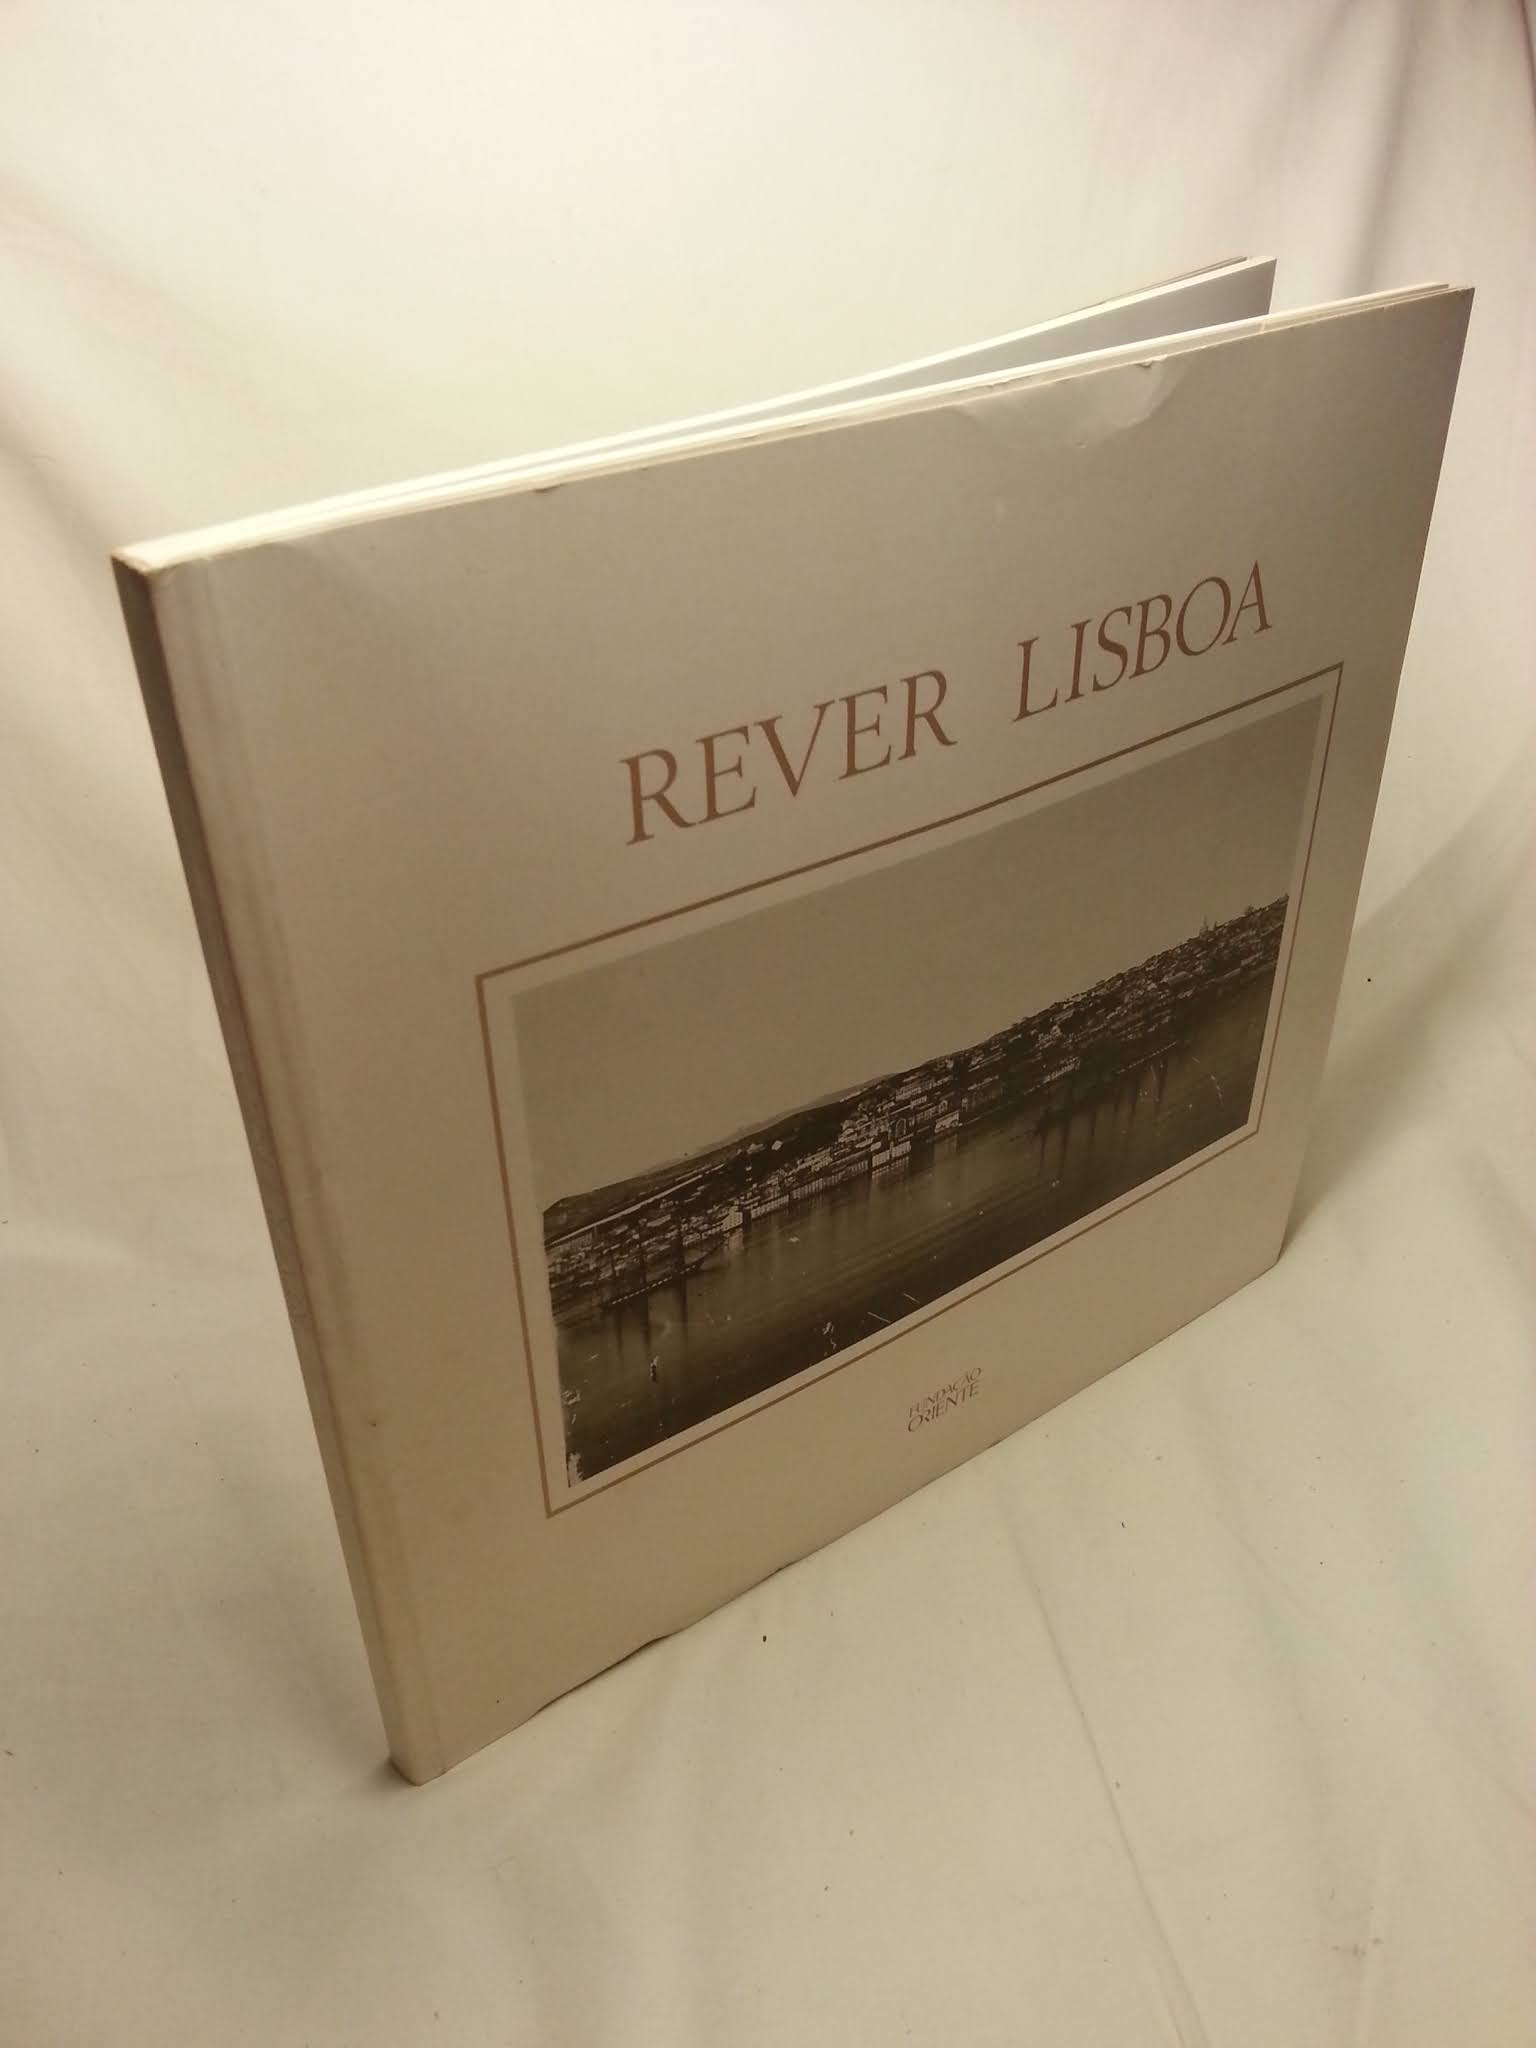 REVER LISBOA
FUNDAÇÃO
ORIENTE